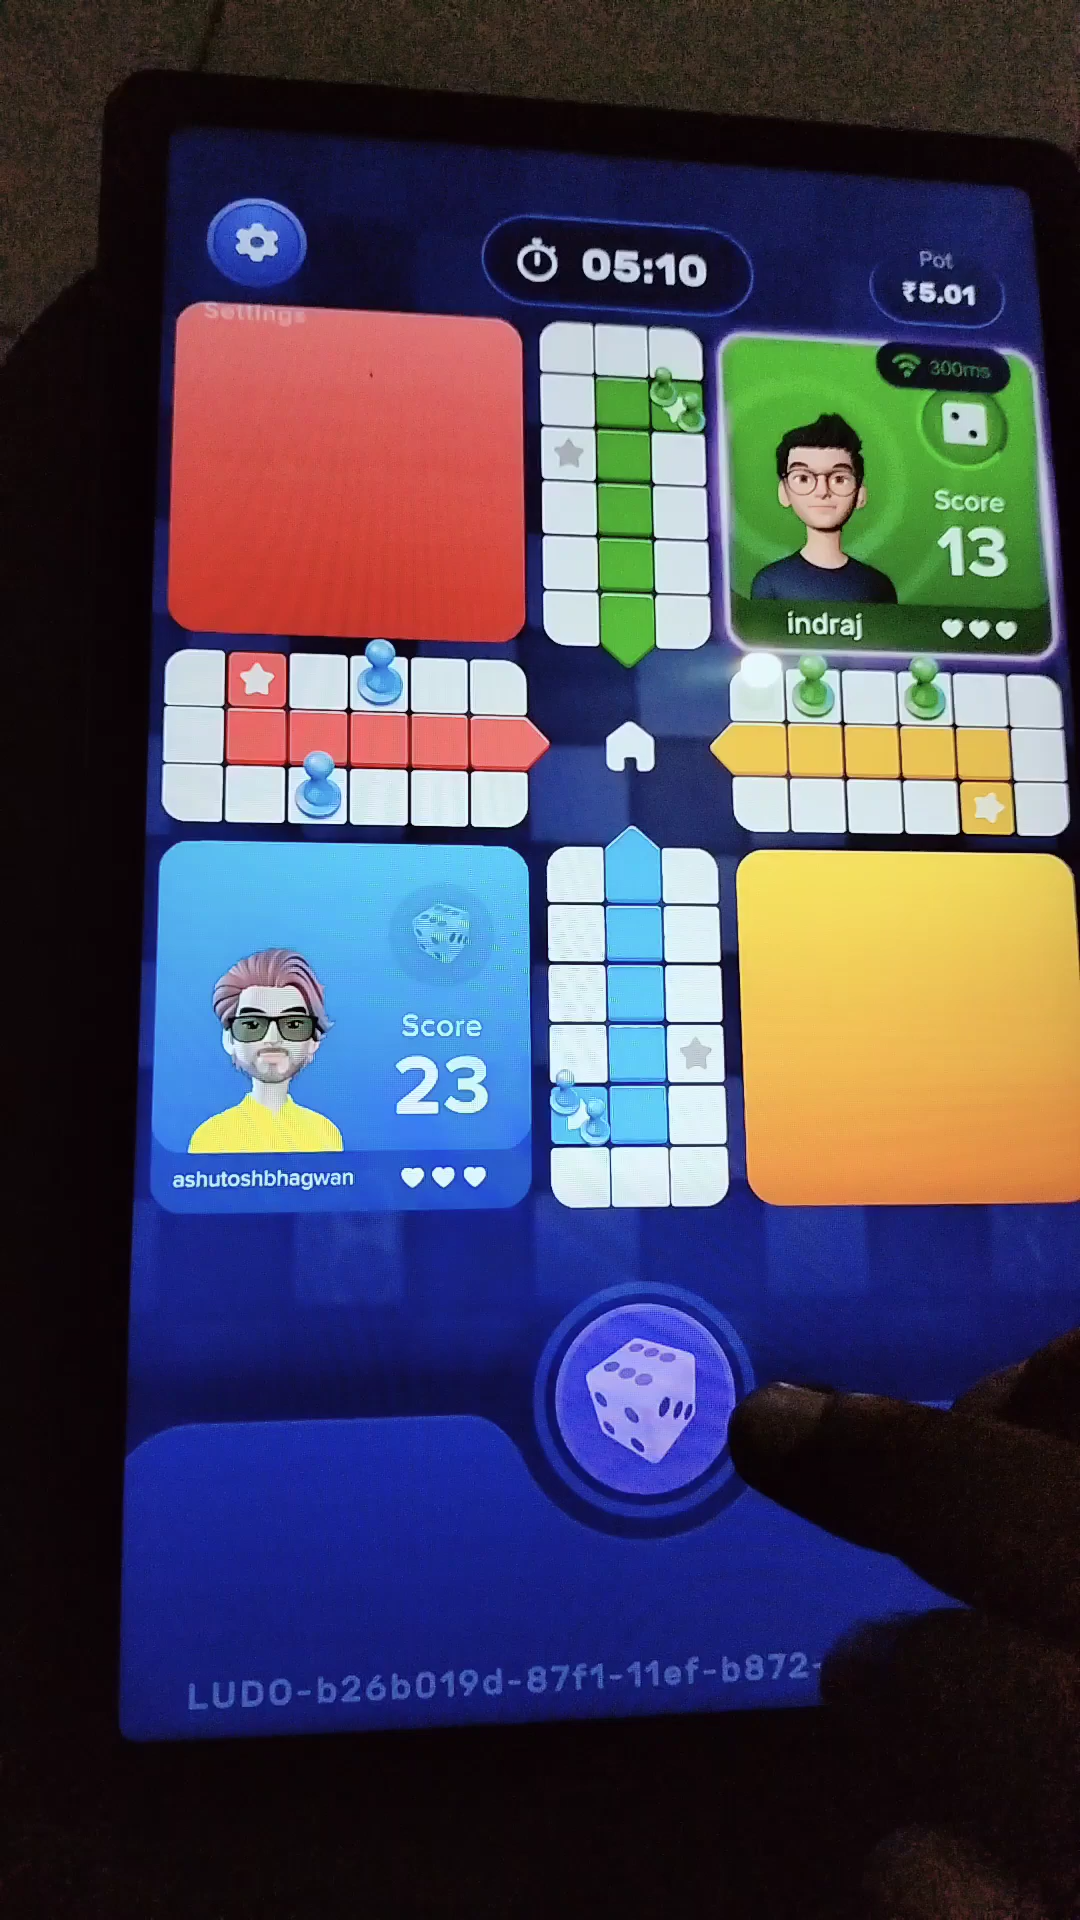 05:10
Pot
₹5.01
Settings
300ms
Score
13
indraj
Score
23
ashutoshbhagwan
LUDO-b26b019d-87f1-11ef-b872-